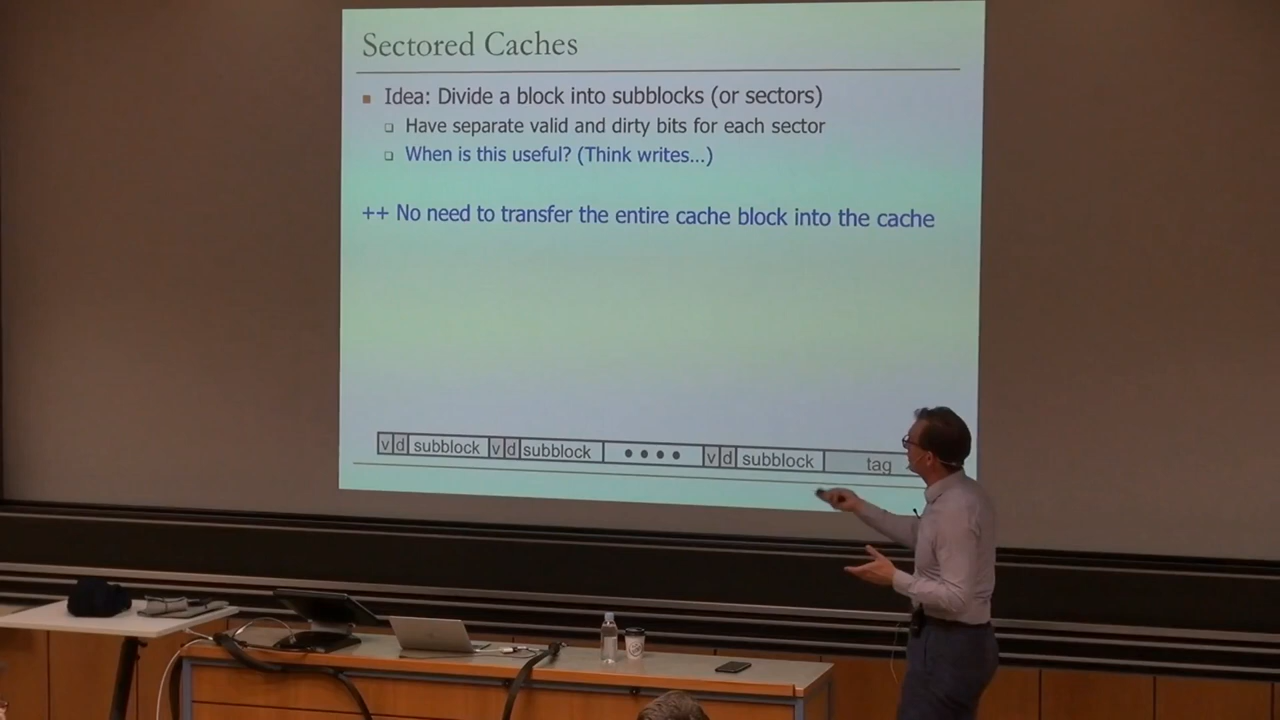 Sectored Caches
Idea: Divide a block into subblocks (or sectors)
Have separate valid and dirty bits for each sector
When is this useful? (Think writes...)
++ No need to transfer the entire cache block into the cache
v d subblock v d subblock • • • • v d subblock tag